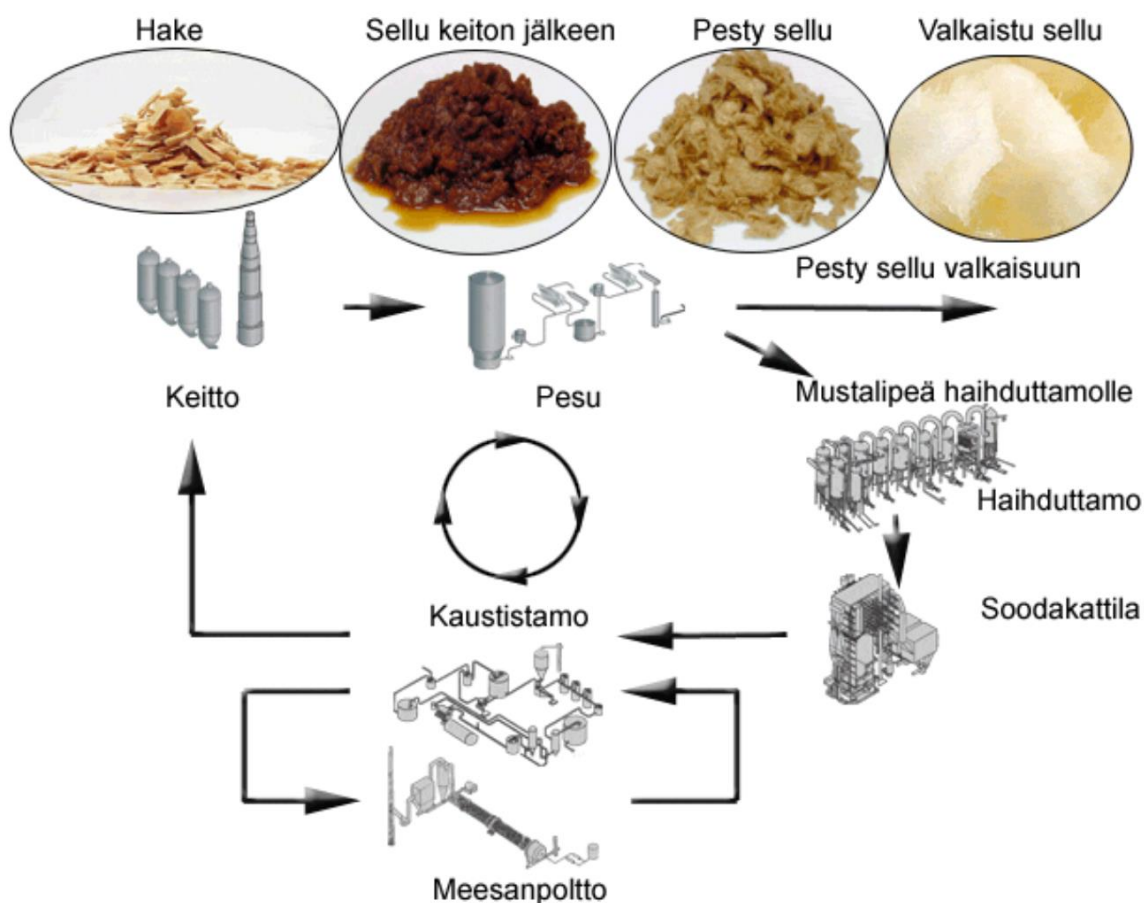 Hake
Sellu keiton jälkeen
Pesty sellu
Valkaistu sellu
Pesty sellu valkaisuun
Keitto
Pesu
Mustalipeä haihduttamolle
Haihduttamo
Soodakattila
Kaustistamo
Meesanpoltto